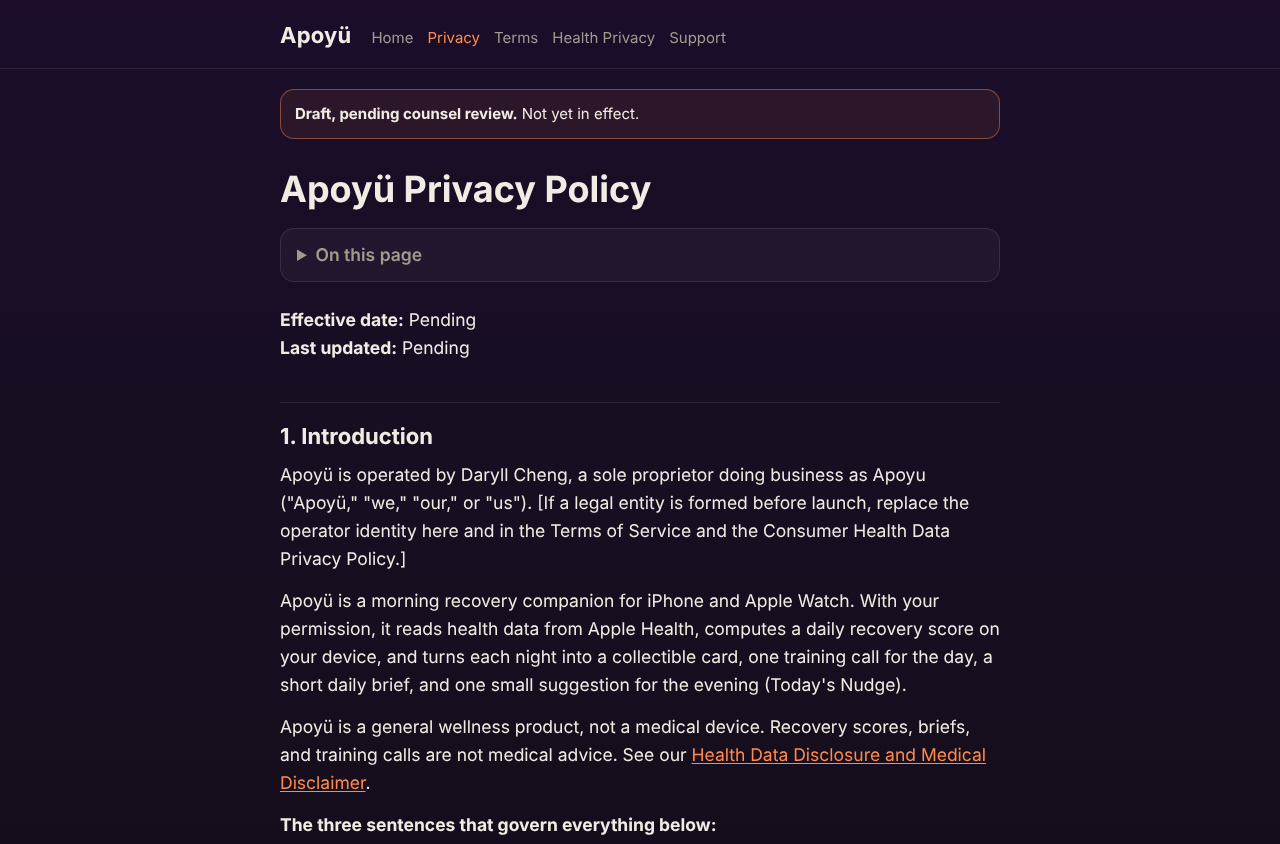 Apoyü Home Privacy Terms Health Privacy Support
Draft, pending counsel review. Not yet in effect.
Apoyü Privacy Policy
On this page
Effective date: Pending
Last updated: Pending
1. Introduction
Apoyü is operated by Daryll Cheng, a sole proprietor doing business as Apoyu
("Apoyü," "we," "our," or "us"). [If a legal entity is formed before launch, replace the
operator identity here and in the Terms of Service and the Consumer Health Data
Privacy Policy.]
Apoyü is a morning recovery companion for iPhone and Apple Watch. With your
permission, it reads health data from Apple Health, computes a daily recovery score on
your device, and turns each night into a collectible card, one training call for the day, a
short daily brief, and one small suggestion for the evening (Today's Nudge).
Apoyü is a general wellness product, not a medical device. Recovery scores, briefs,
and training calls are not medical advice. See our Health Data Disclosure and Medical
Disclaimer.
The three sentences that govern everything below: